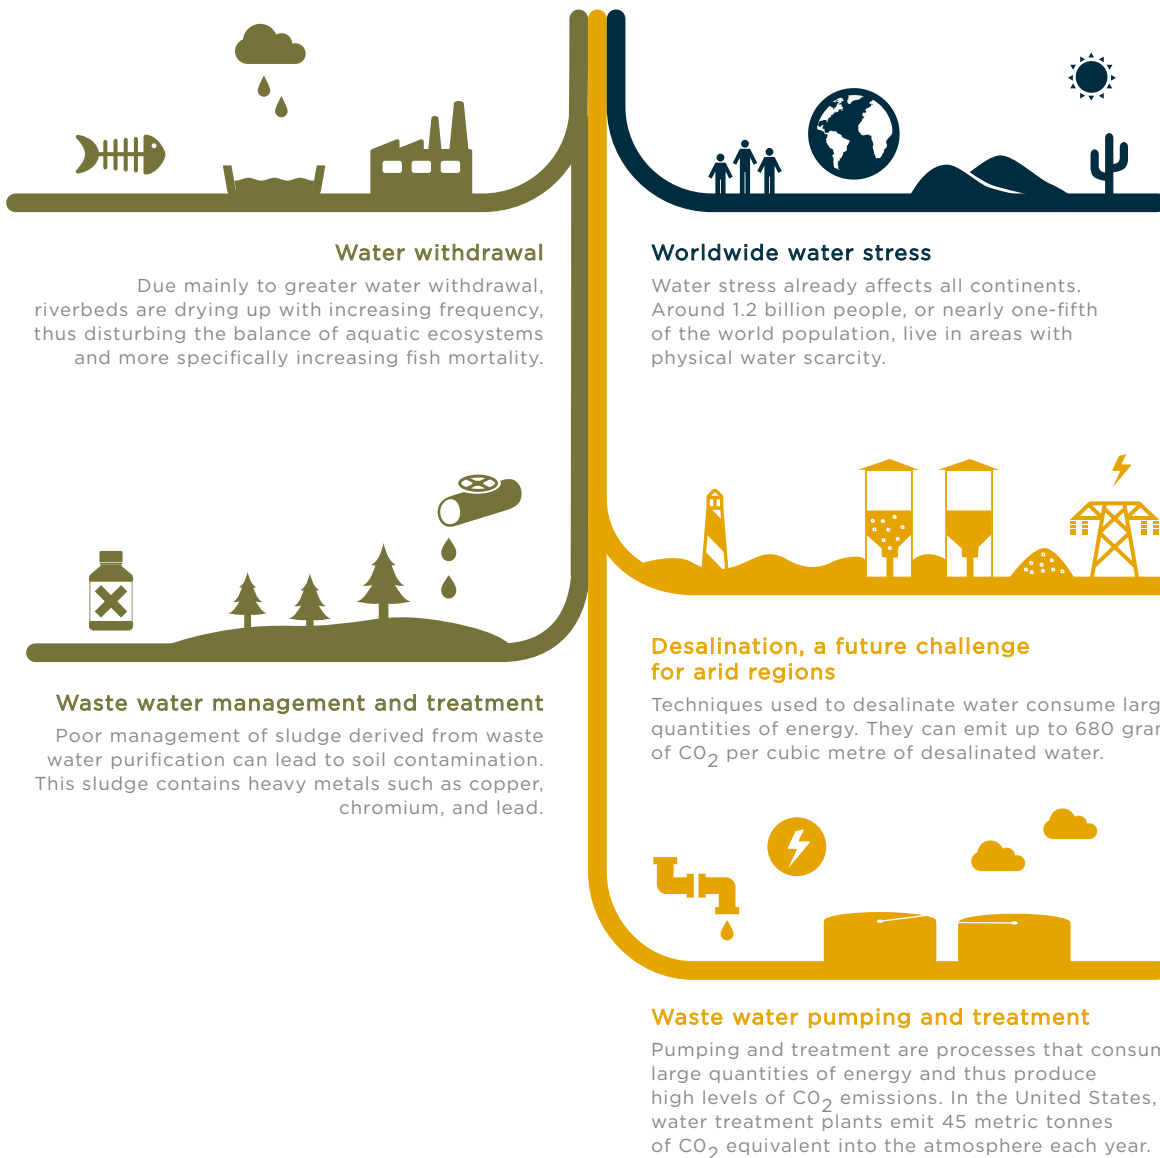 Water withdrawal
Due mainly to greater water withdrawal,
riverbeds are drying up with increasing frequency,
thus disturbing the balance of aquatic ecosystems
and more specifically increasing fish mortality.
Worldwide water stress
Water stress already affects all continents.
Around 1.2 billion people, or nearly one-fifth
of the world population, live in areas with
physical water scarcity.
Waste water management and treatment
Poor management of sludge derived from waste
water purification can lead to soil contamination.
This sludge contains heavy metals such as copper,
chromium, and lead.
Desalination, a future challenge
for arid regions
Techniques used to desalinate water consume larg
quantities of energy. They can emit up to 680 gra
of C0₂ per cubic metre of desalinated water.
Waste water pumping and treatment
Pumping and treatment are processes that consu
large quantities of energy and thus produce
high levels of C0₂ emissions. In the United States,
water treatment plants emit 45 metric tonnes
of C0₂ equivalent into the atmosphere each year.